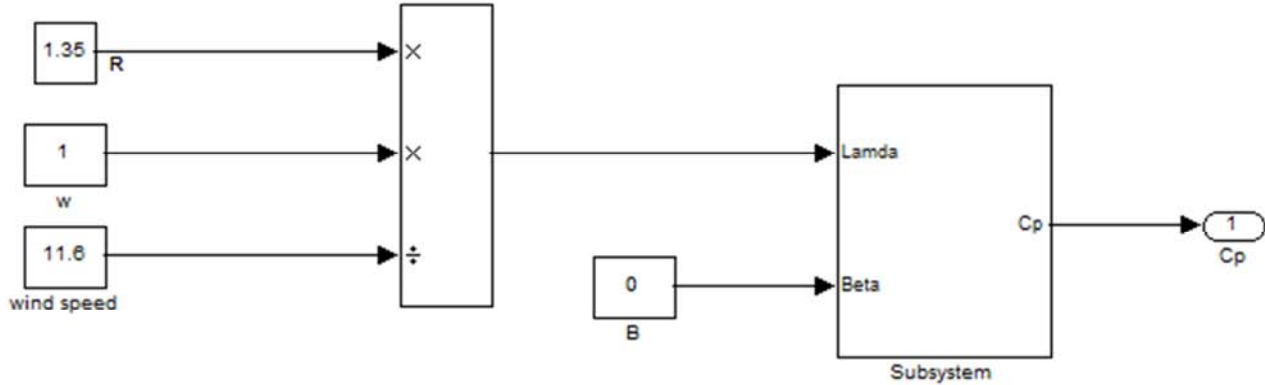 1.35
R
×
1
w
×
11.6
wind speed
÷
0
B
Lamda
Beta
Cp
Subsystem
1
Cp